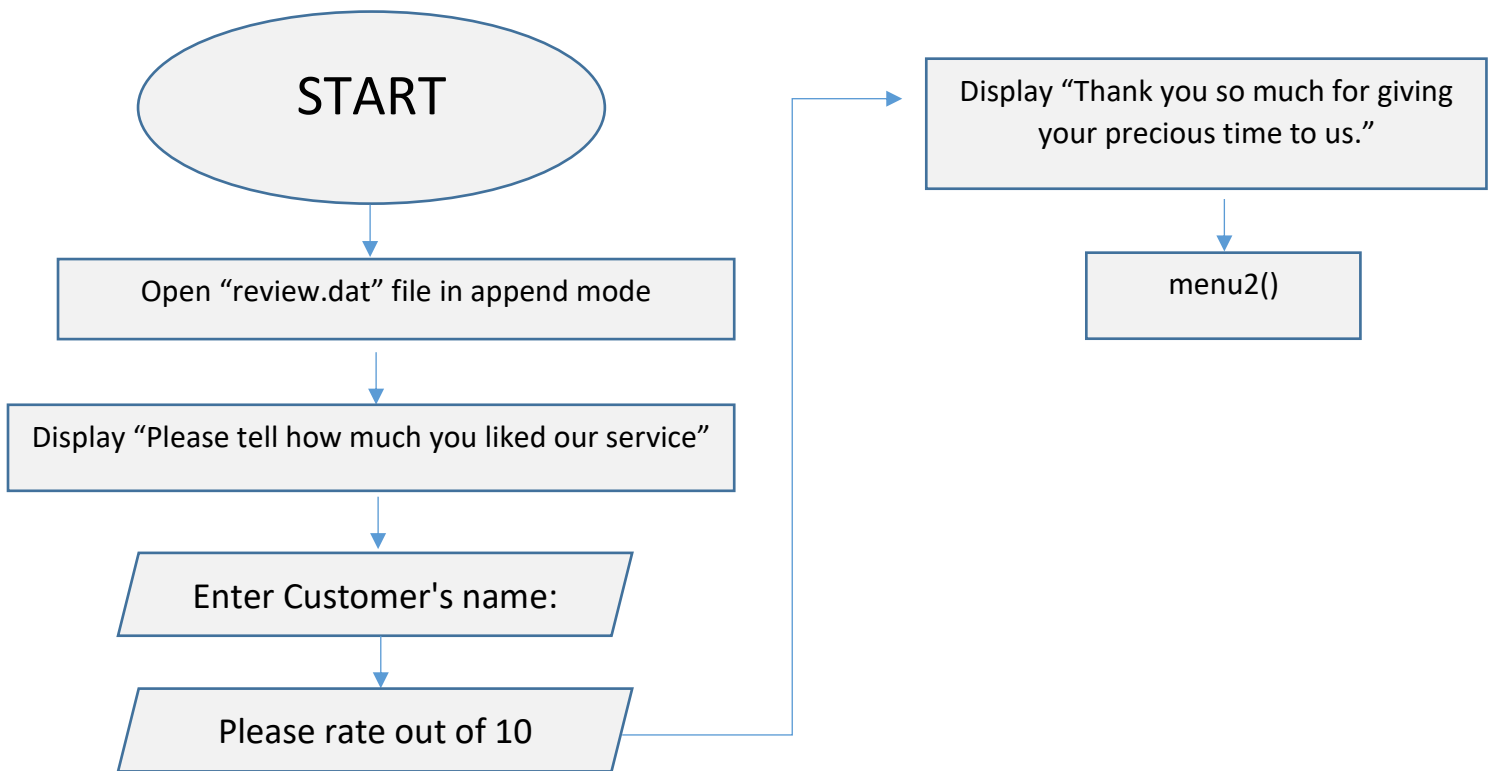 START
Open “review.dat” file in append mode
Display “Please tell how much you liked our service”
Enter Customer's name:
Please rate out of 10
Display “Thank you so much for giving
your precious time to us.”
menu2()